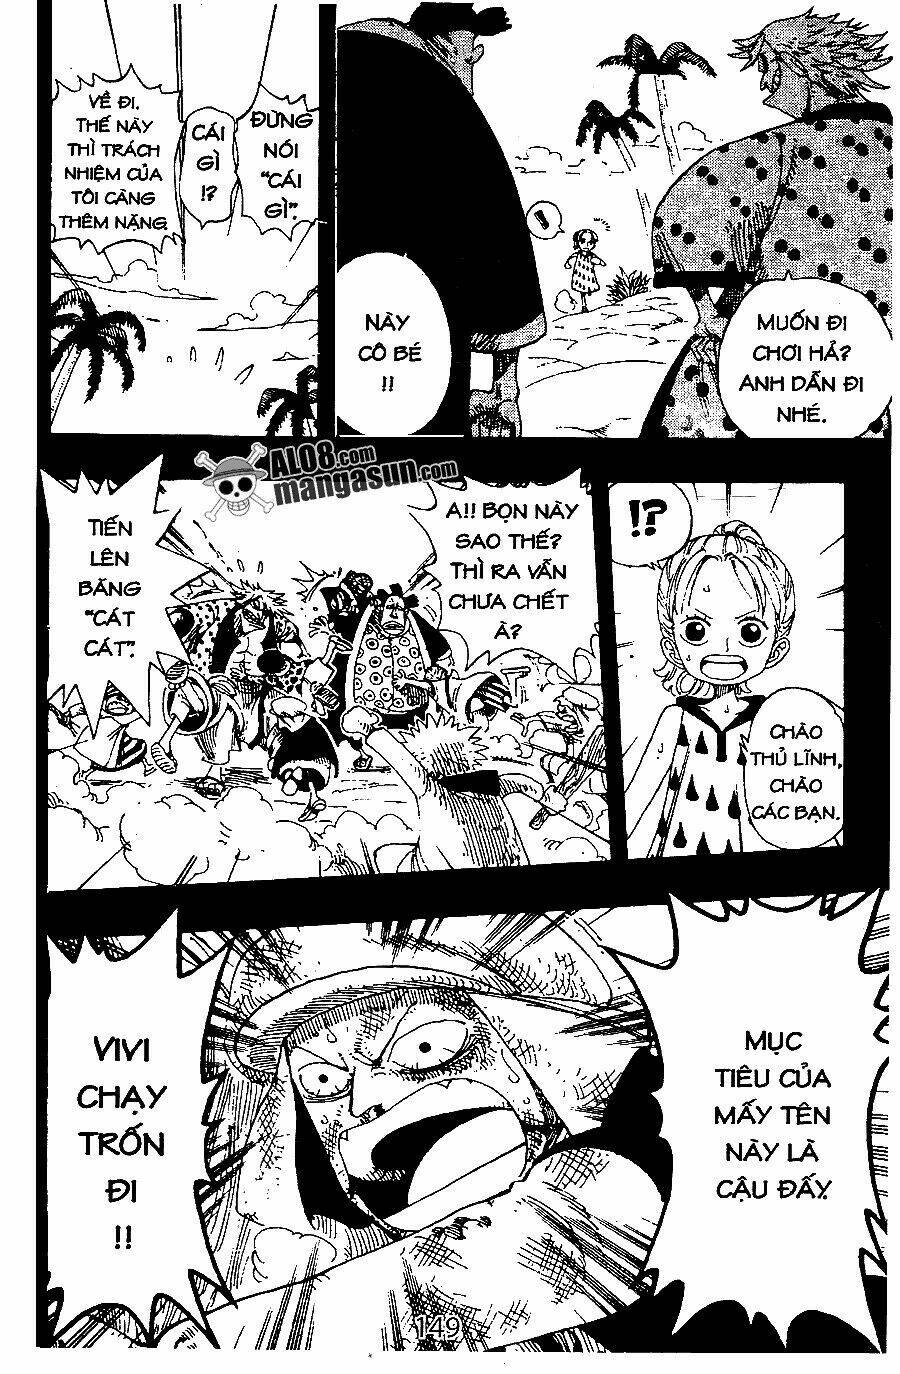 ĐỪNG
NÓI
"CÁI
GÌ".
CÁI
GÌ
!?
VỀ ĐI.
THẾ NÀY
THÌ TRÁCH
NHIỆM CỦA
TÔI CÀNG
THÊM NẶNG.
!
NÀY
CÔ BÉ
!!
MUỐN ĐI
CHƠI HẢ?
ANH DẪN ĐI
NHÉ.
AL08.com
mangasun.com
TIẾN
LÊN
BĂNG
"CÁT
CÁT".
A!! BỌN NÀY
SAO THẾ?
THÌ RA VẪN
CHƯA CHẾT
À?
!?
CHÀO
THỦ LĨNH,
CHÀO
CÁC BẠN.
VIVI
CHẠY
TRỐN
ĐI
!!
MỤC
TIÊU CỦA
MẤY TÊN
NÀY LÀ
CẬU ĐẤY.
149